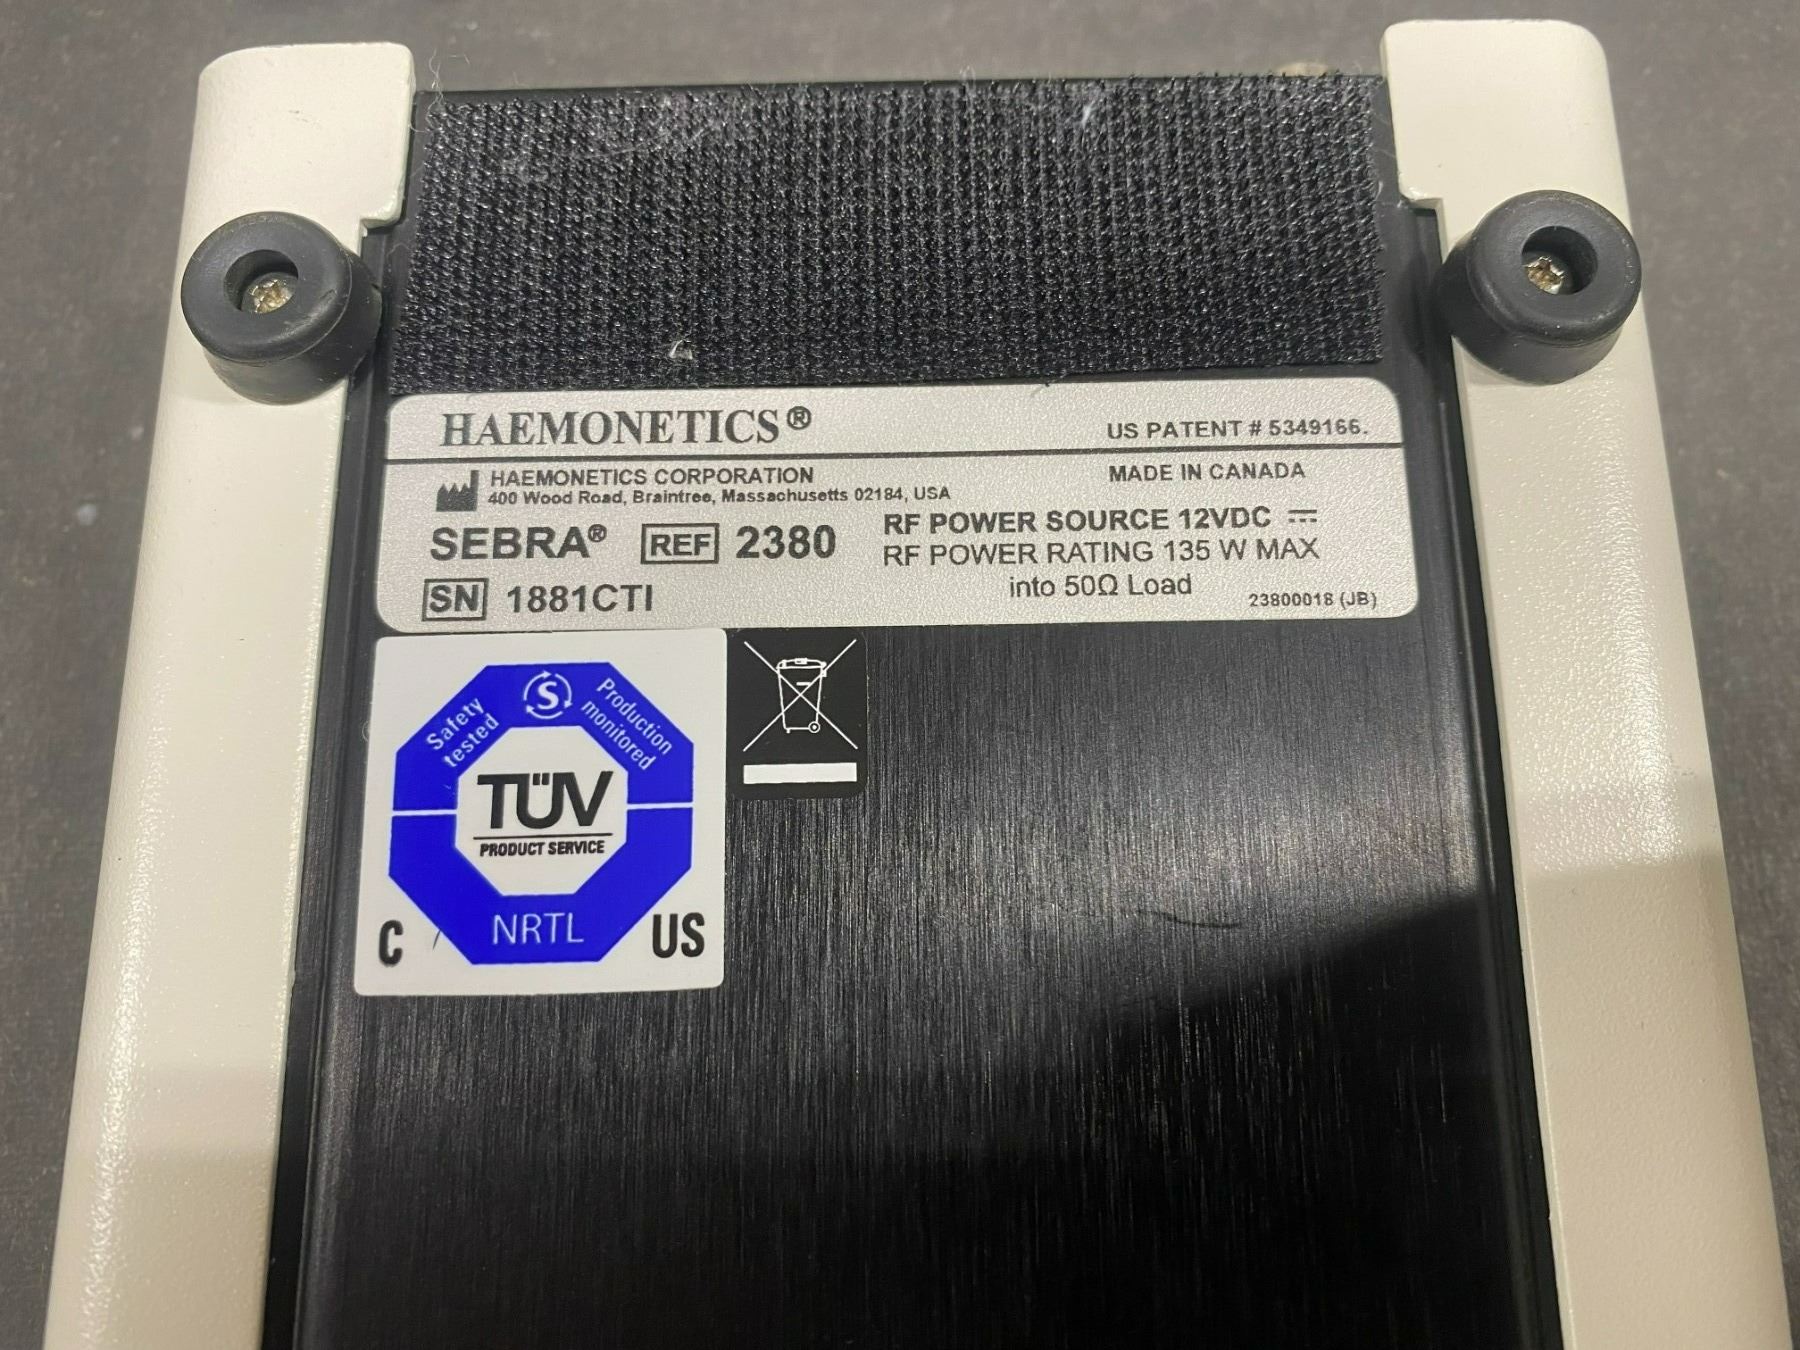 HAEMONETICS®
US PATENT # 5349166.
HAEMONETICS CORPORATION
400 Wood Road, Braintree, Massachusetts 02184, USA
MADE IN CANADA
SEBRA® REF 2380
RF POWER SOURCE 12VDC
RF POWER RATING 135 W MAX
into 50Ω Load
SN 1881CTI
23800018 (JB)
Safety
tested
S
Production
monitored
TÜV
PRODUCT SERVICE
NRTL
C US